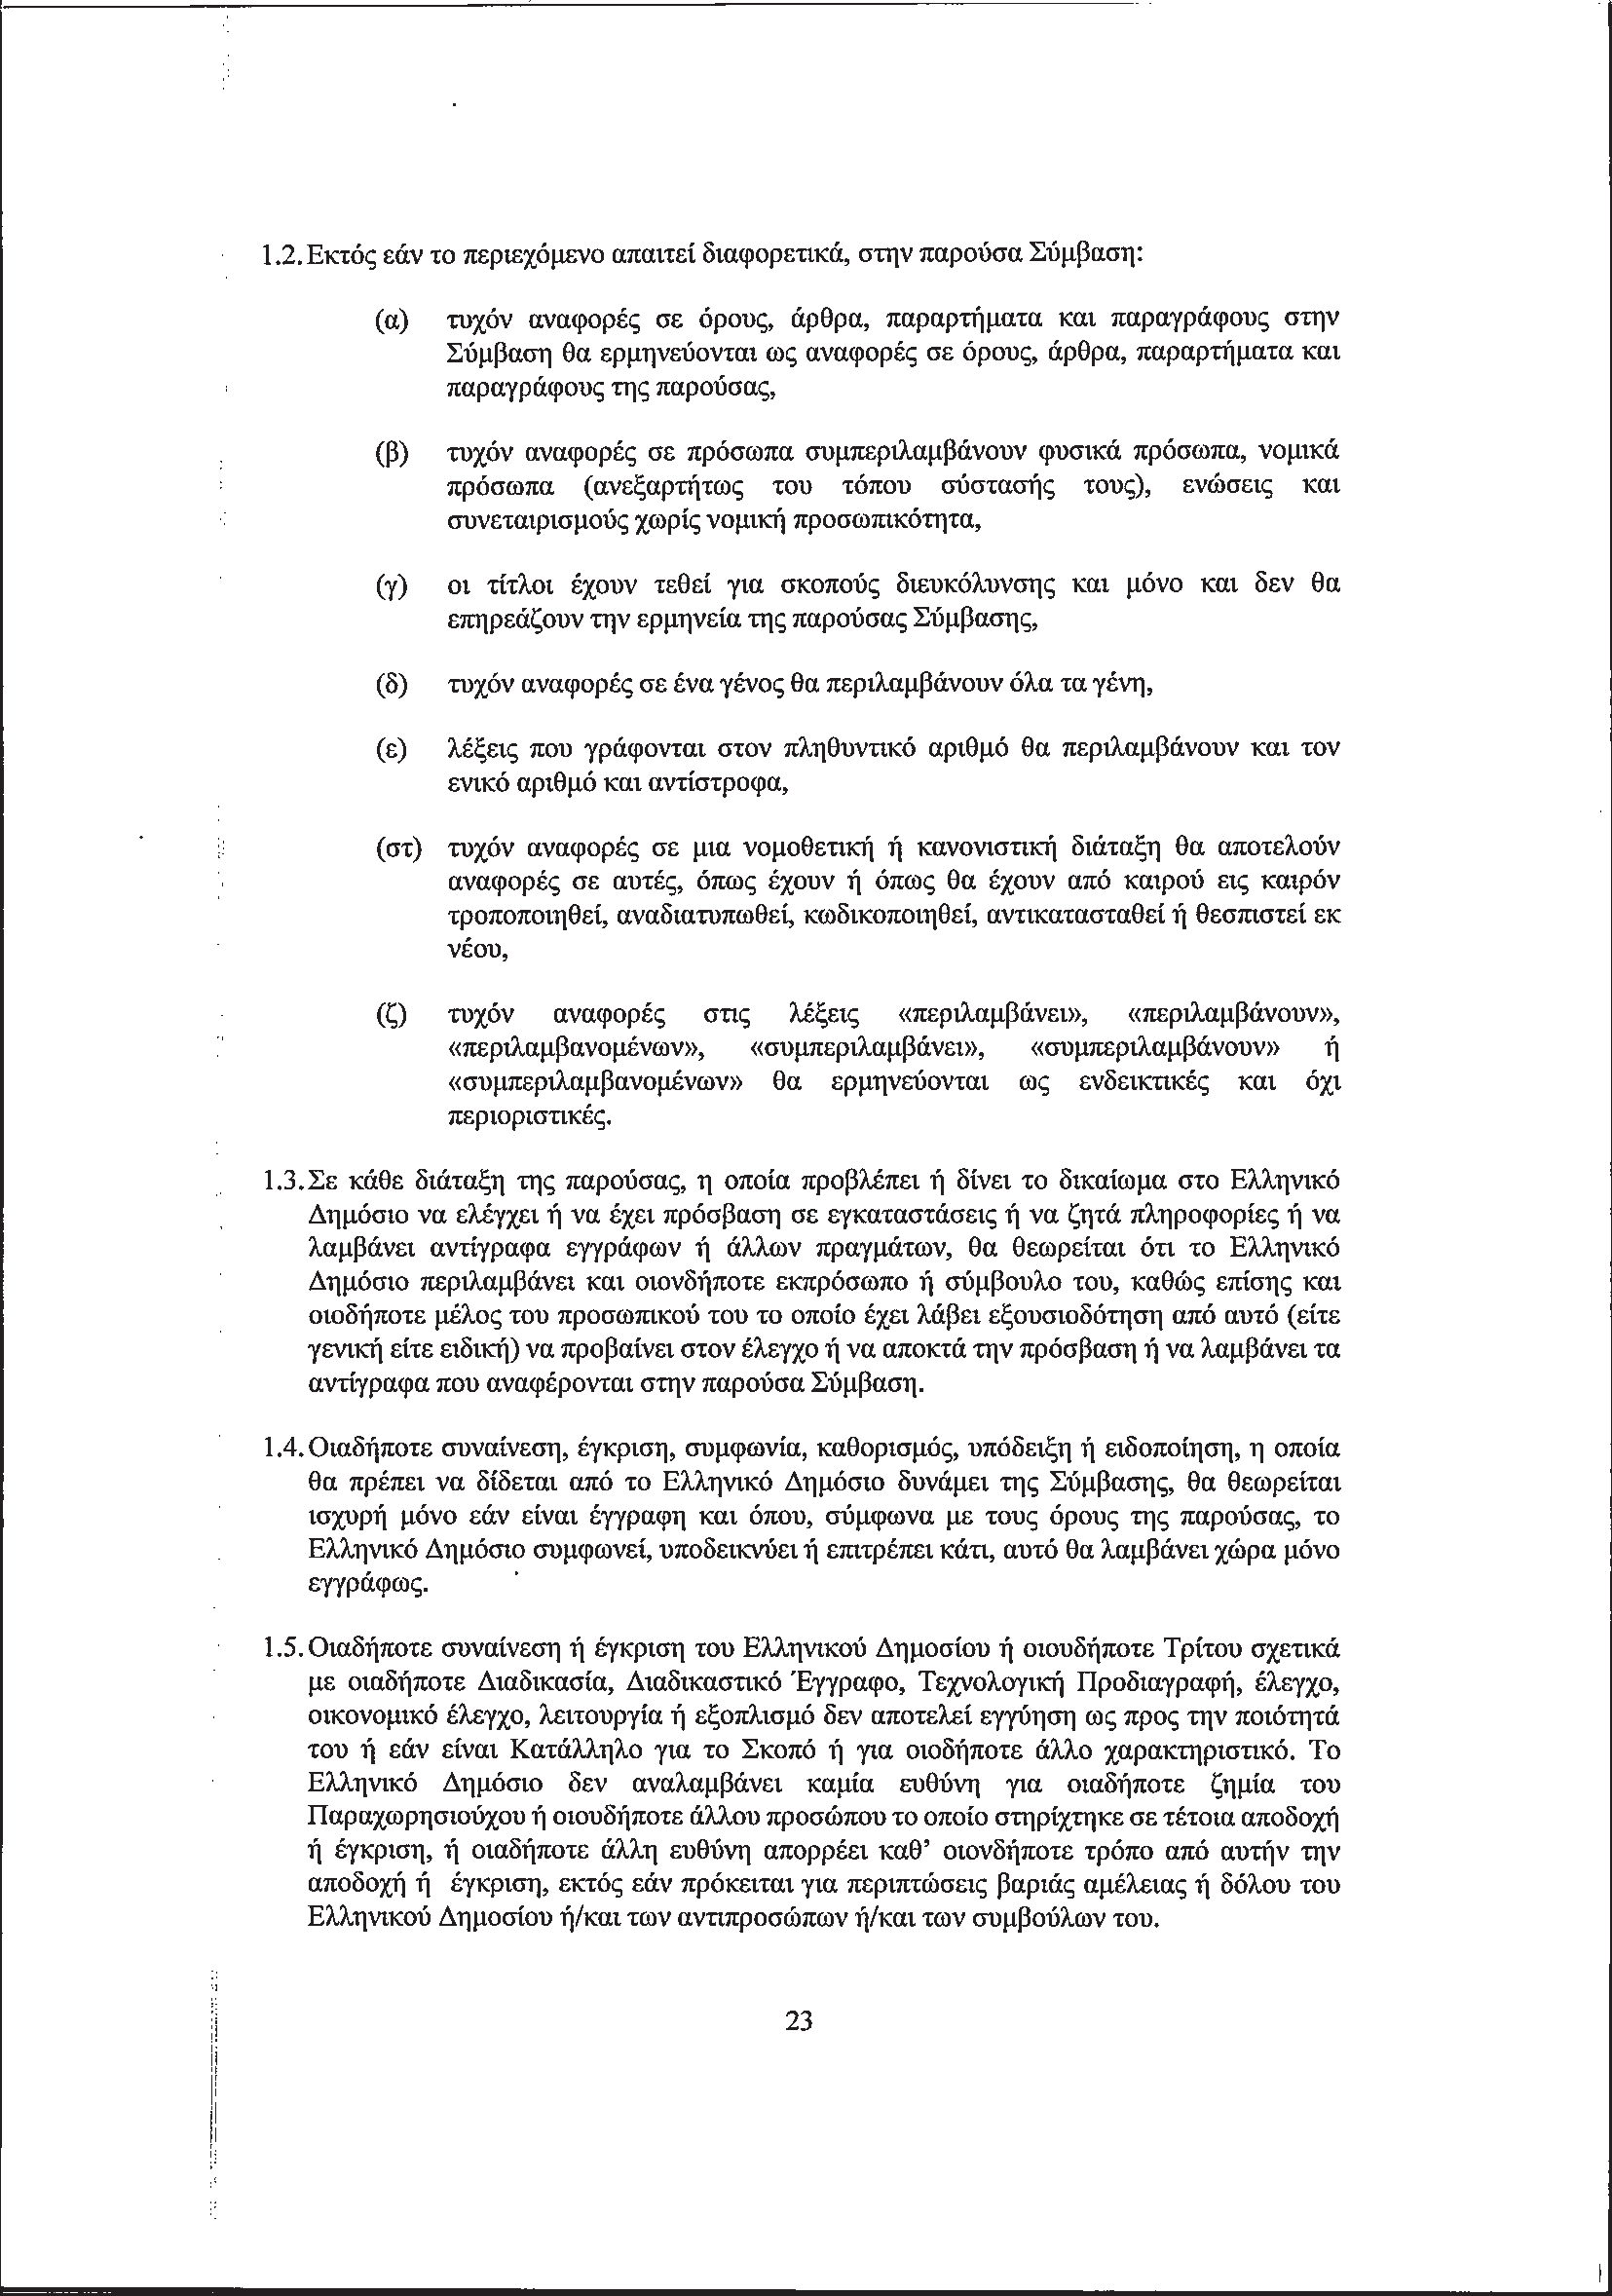 1.2. Εκτός εάν το περιεχόμενο απαιτεί διαφορετικά, στην παρούσα Σύμβαση:
(α) τυχόν αναφορές σε όρους, άρθρα, παραρτήματα και παραγράφους στην
Σύμβαση θα ερμηνεύονται ως αναφορές σε όρους, άρθρα, παραρτήματα και
παραγράφους της παρούσας,
(β) τυχόν αναφορές σε πρόσωπα συμπεριλαμβάνουν φυσικά πρόσωπα, νομικά
πρόσωπα (ανεξαρτήτως του τόπου σύστασής τους), ενώσεις και
συνεταιρισμούς χωρίς νομική προσωπικότητα,
(γ) οι τίτλοι έχουν τεθεί για σκοπούς διευκόλυνσης και μόνο και δεν θα
επηρεάζουν την ερμηνεία της παρούσας Σύμβασης,
(δ) τυχόν αναφορές σε ένα γένος θα περιλαμβάνουν όλα τα γένη,
(ε) λέξεις που γράφονται στον πληθυντικό αριθμό θα περιλαμβάνουν και τον
ενικό αριθμό και αντίστροφα,
(στ) τυχόν αναφορές σε μια νομοθετική ή κανονιστική διάταξη θα αποτελούν
αναφορές σε αυτές, όπως έχουν ή όπως θα έχουν από καιρού εις καιρόν
τροποποιηθεί, αναδιατυπωθεί, κωδικοποιηθεί, αντικατασταθεί ή θεσπιστεί εκ
νέου,
(ζ) τυχόν αναφορές στις λέξεις «περιλαμβάνει», «περιλαμβάνουν»,
«περιλαμβανομένων», «συμπεριλαμβάνει», «συμπεριλαμβάνουν» ή
«συμπεριλαμβανομένων» θα ερμηνεύονται ως ενδεικτικές και όχι
περιοριστικές.
1.3. Σε κάθε διάταξη της παρούσας, η οποία προβλέπει ή δίνει το δικαίωμα στο Ελληνικό
Δημόσιο να ελέγχει ή να έχει πρόσβαση σε εγκαταστάσεις ή να ζητά πληροφορίες ή να
λαμβάνει αντίγραφα εγγράφων ή άλλων πραγμάτων, θα θεωρείται ότι το Ελληνικό
Δημόσιο περιλαμβάνει και οιονδήποτε εκπρόσωπο ή σύμβουλο του, καθώς επίσης και
οιοδήποτε μέλος του προσωπικού του το οποίο έχει λάβει εξουσιοδότηση από αυτό (είτε
γενική είτε ειδική) να προβαίνει στον έλεγχο ή να αποκτά την πρόσβαση ή να λαμβάνει τα
αντίγραφα που αναφέρονται στην παρούσα Σύμβαση.
1.4. Οιαδήποτε συναίνεση, έγκριση, συμφωνία, καθορισμός, υπόδειξη ή ειδοποίηση, η οποία
θα πρέπει να δίδεται από το Ελληνικό Δημόσιο δυνάμει της Σύμβασης, θα θεωρείται
ισχυρή μόνο εάν είναι έγγραφη και όπου, σύμφωνα με τους όρους της παρούσας, το
Ελληνικό Δημόσιο συμφωνεί, υποδεικνύει ή επιτρέπει κάτι, αυτό θα λαμβάνει χώρα μόνο
εγγράφως.
1.5. Οιαδήποτε συναίνεση ή έγκριση του Ελληνικού Δημοσίου ή οιουδήποτε Τρίτου σχετικά
με οιαδήποτε Διαδικασία, Διαδικαστικό Έγγραφο, Τεχνολογική Προδιαγραφή, έλεγχο,
οικονομικό έλεγχο, λειτουργία ή εξοπλισμό δεν αποτελεί εγγύηση ως προς την ποιότητά
του ή εάν είναι Κατάλληλο για το Σκοπό ή για οιοδήποτε άλλο χαρακτηριστικό. Το
Ελληνικό Δημόσιο δεν αναλαμβάνει καμία ευθύνη για οιαδήποτε ζημία του
Παραχωρησιούχου ή οιουδήποτε άλλου προσώπου το οποίο στηρίχτηκε σε τέτοια αποδοχή
ή έγκριση, ή οιαδήποτε άλλη ευθύνη απορρέει καθ’ οιονδήποτε τρόπο από αυτήν την
αποδοχή ή έγκριση, εκτός εάν πρόκειται για περιπτώσεις βαριάς αμέλειας ή δόλου του
Ελληνικού Δημοσίου ή/και των αντιπροσώπων ή/και των συμβούλων του.
23